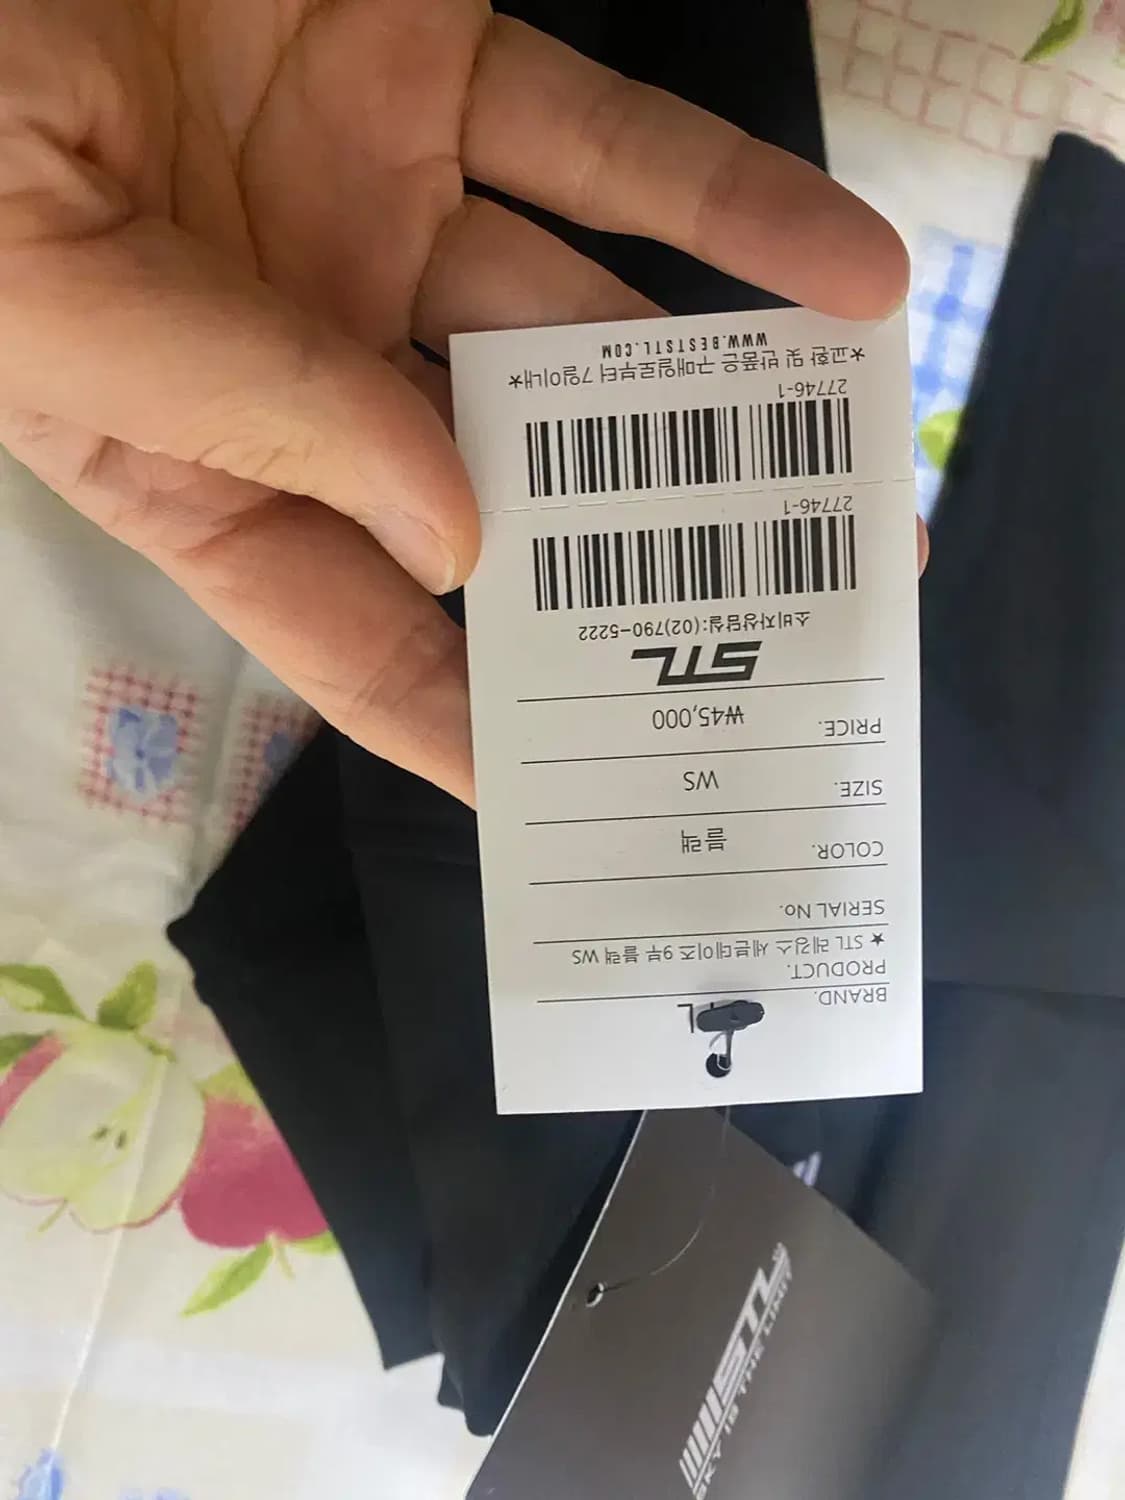 BRAND. L
PRODUCT.
★ STL 레깅스 세븐데이즈 9부 블랙 WS
SERIAL No.
COLOR. 블랙
SIZE. WS
PRICE. ₩45,000
STL
소비자상담실:(02)790-5222
27746-1
27746-1
★교환 및 반품은 구매일로부터 7일이내★
WWW.BESTSTL.COM
STL
SKY IS THE LIMIT